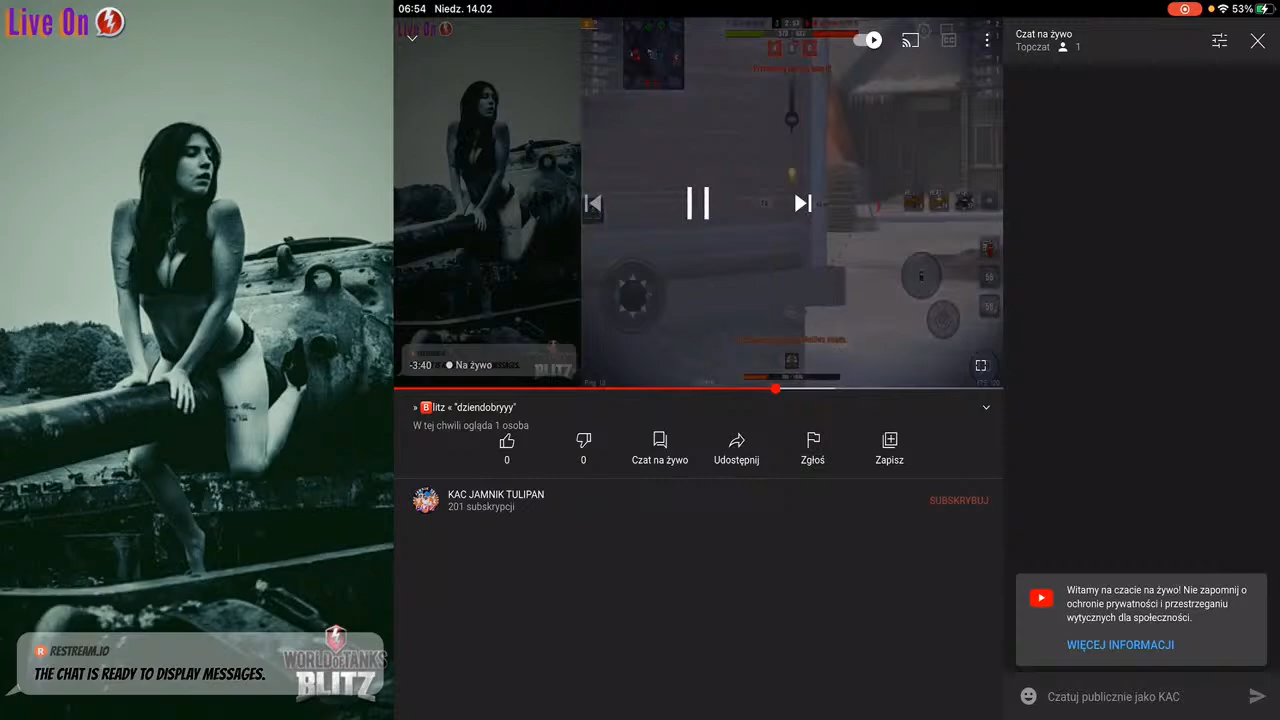 Live On
RESTREAM.IO
THE CHAT IS READY TO DISPLAY MESSAGES.
WORLD OF TANKS
BLITZ
06:54 Niedz. 14.02
53%
Live On
-3:40 Na żywo
BLITZ
» Blitz « "dziendobryyy"
W tej chwili ogląda 1 osoba
0
0
Czat na żywo
Udostępnij
Zgłoś
Zapisz
KAC JAMNIK TULIPAN
201 subskrypcji
SUBSKRYBUJ
Czat na żywo
Topczat 1
Witamy na czacie na żywo! Nie zapomnij o
ochronie prywatności i przestrzeganiu
wytycznych dla społeczności.
WIĘCEJ INFORMACJI
Czatuj publicznie jako KAC